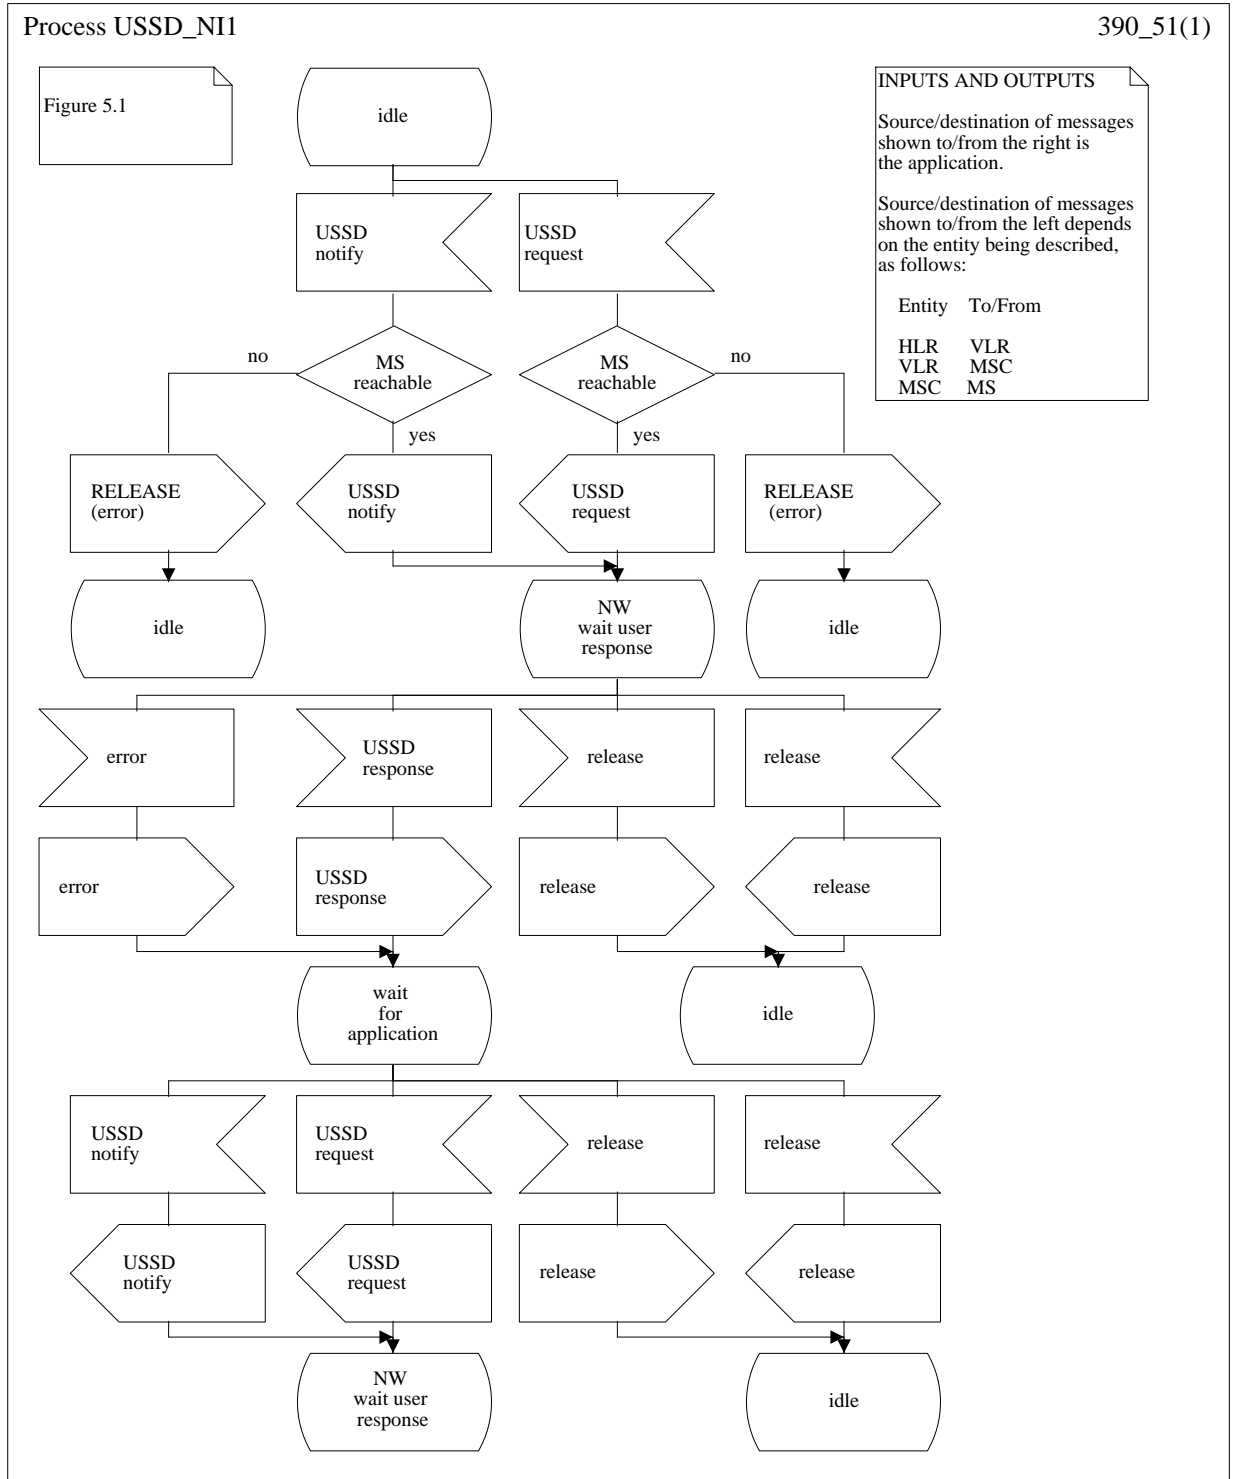 Process USSD_NI1
390_51(1)
Figure 5.1
idle
INPUTS AND OUTPUTS
Source/destination of messages
shown to/from the right is
the application.
Source/destination of messages
shown to/from the left depends
on the entity being described,
as follows:
Entity To/From
HLR VLR
VLR MSC
MSC MS
USSD
notify
USSD
request
no
MS
reachable
yes
MS
reachable
no
yes
RELEASE
(error)
USSD
notify
USSD
request
RELEASE
(error)
idle
NW
wait user
response
idle
error
USSD
response
release
release
error
USSD
response
release
release
wait
for
application
idle
USSD
notify
USSD
request
release
release
USSD
notify
USSD
request
release
release
NW
wait user
response
idle